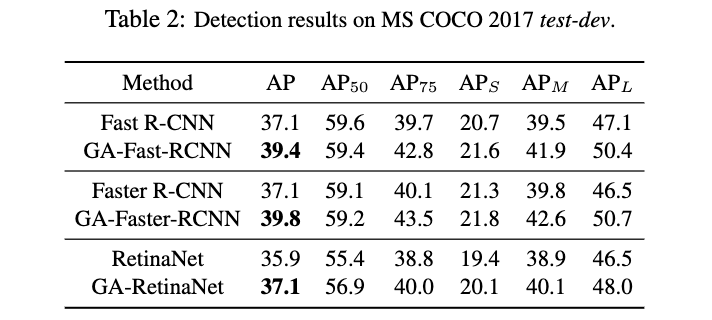 Table 2: Detection results on MS COCO 2017 test-dev.
Method AP AP50 AP75 APS APM APL
Fast R-CNN 37.1 59.6 39.7 20.7 39.5 47.1
GA-Fast-RCNN 39.4 59.4 42.8 21.6 41.9 50.4
Faster R-CNN 37.1 59.1 40.1 21.3 39.8 46.5
GA-Faster-RCNN 39.8 59.2 43.5 21.8 42.6 50.7
RetinaNet 35.9 55.4 38.8 19.4 38.9 46.5
GA-RetinaNet 37.1 56.9 40.0 20.1 40.1 48.0